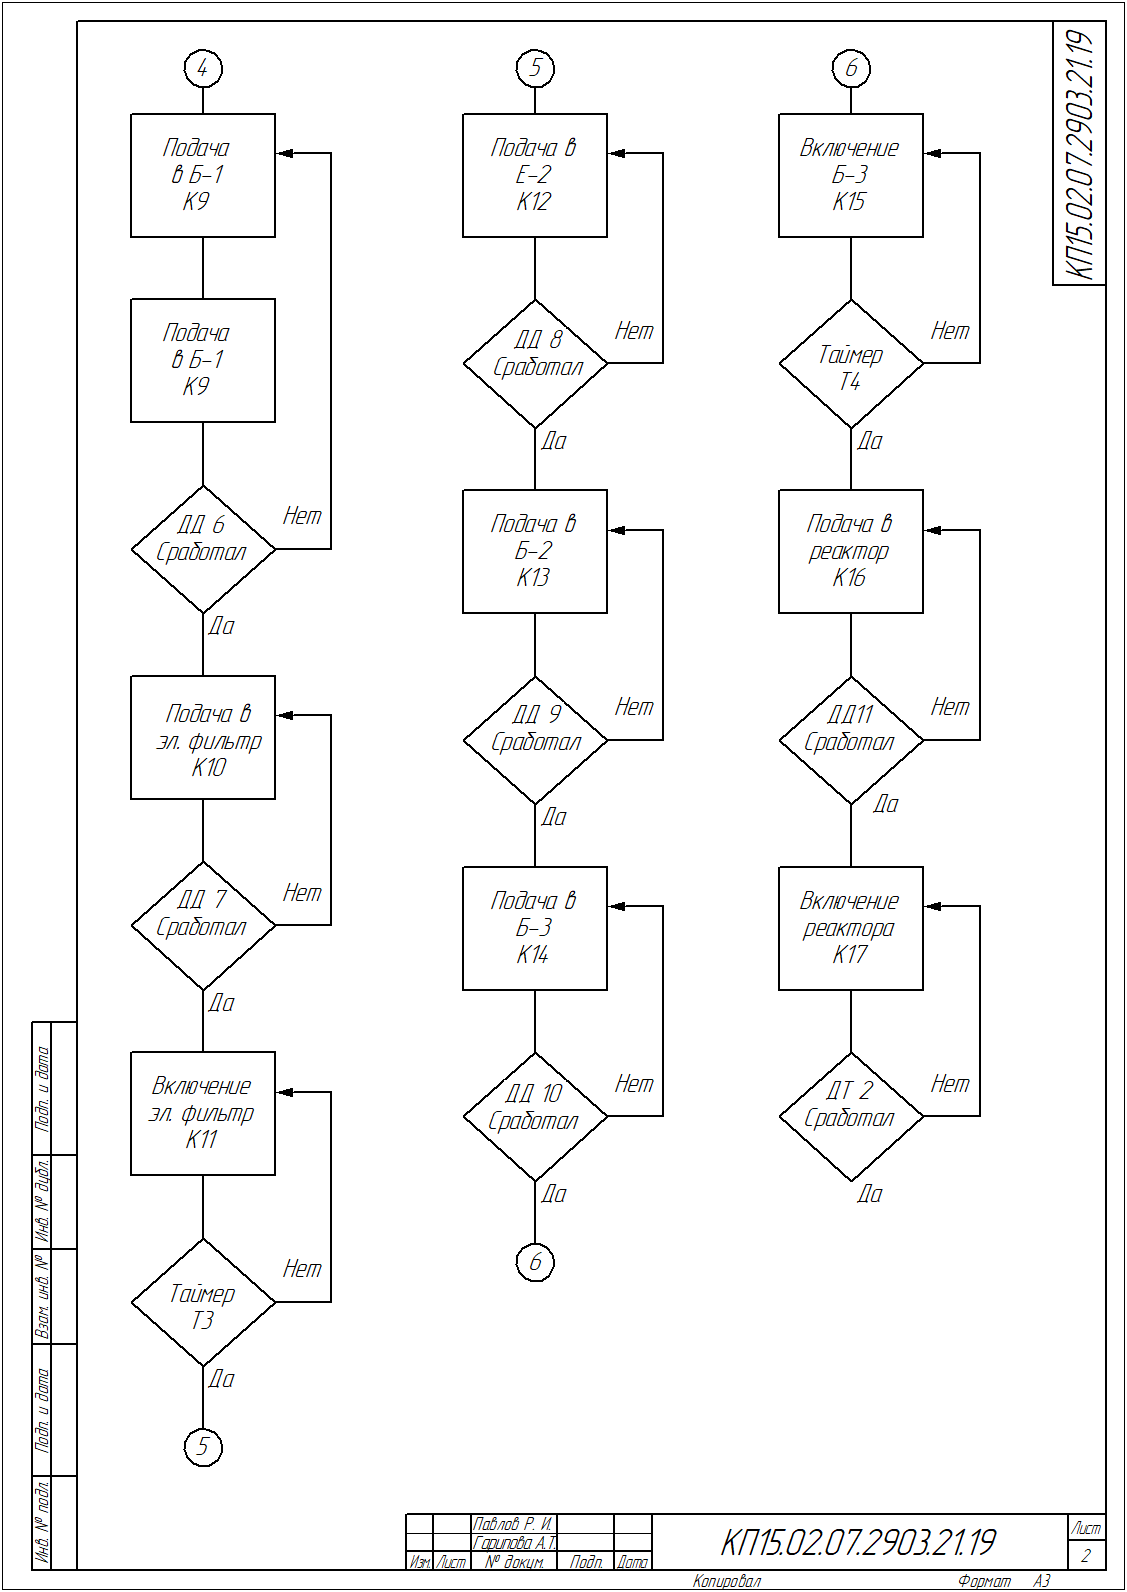 КП15.02.07.2903.21.19
4
Подача
в Б-1
К9
Подача
в Б-1
К9
ДД 6
Сработал
Нет
Да
Подача в
эл. фильтр
К10
ДД 7
Сработал
Нет
Да
Включение
эл. фильтр
К11
Таймер
Т3
Нет
Да
5
5
Подача в
Е-2
К12
ДД 8
Сработал
Нет
Да
Подача в
Б-2
К13
ДД 9
Сработал
Нет
Да
Подача в
Б-3
К14
ДД 10
Сработал
Нет
Да
6
6
Включение
Б-3
К15
Таймер
Т4
Нет
Да
Подача в
реактор
К16
ДД11
Сработал
Нет
Да
Включение
реактора
К17
ДТ 2
Сработал
Нет
Да
Подп. и дата
Инв. № дубл.
Взам. инв. №
Подп. и дата
Инв. № подл.
Павлов Р. И.
Гарипова А.Т.
Изм. Лист № докум. Подп. Дата
КП15.02.07.2903.21.19
Лист
2
Копировал Формат А3